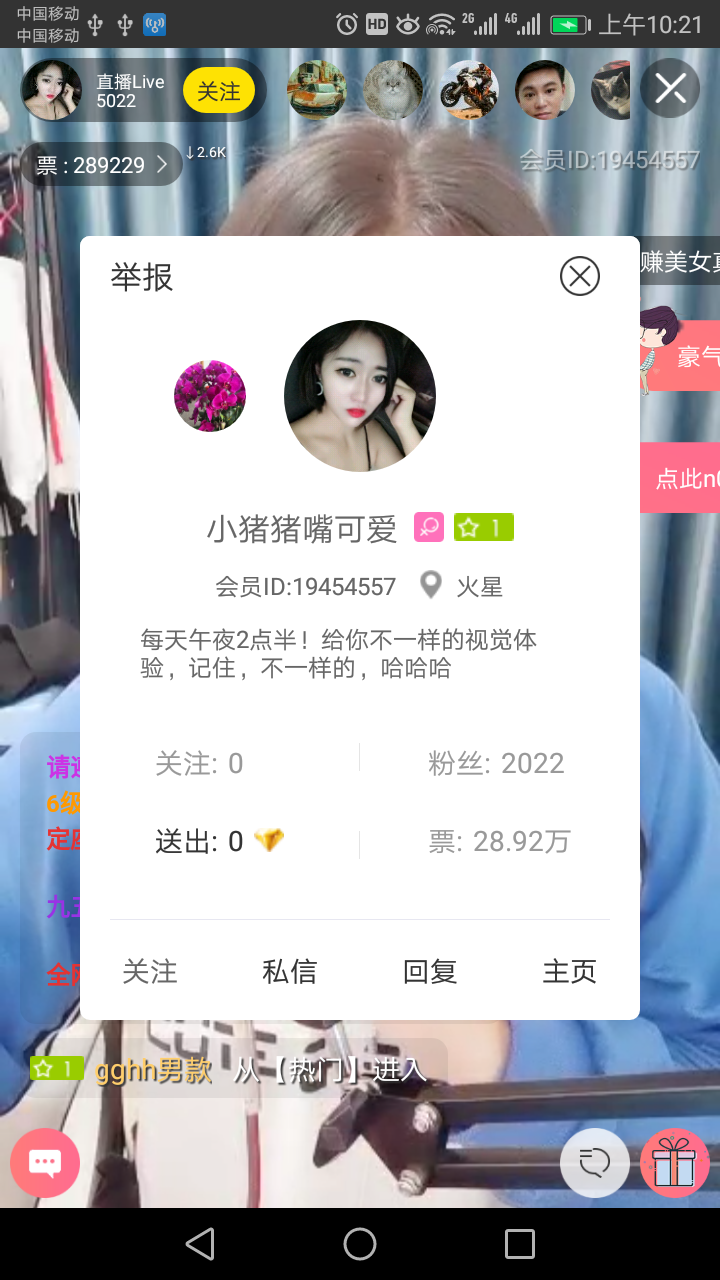 中国移动
中国移动
HD
2G
4G
上午10:21
直播Live
5022
关注
票 : 289229
↓2.6K
会员ID:19454557
赚美女真
举报
豪气
点此n
小猪猪嘴可爱
1
会员ID:19454557
火星
每天午夜2点半！给你不一样的视觉体
验，记住，不一样的，哈哈哈
关注: 0
粉丝: 2022
送出: 0
票: 28.92万
请
6级
定座
九五
全网
关注
私信
回复
主页
1
gghh男款 从【热门】进入